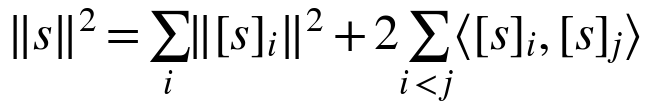 ‖s‖² = ∑_i ‖[s]_i‖² + 2 ∑_{i<j} ⟨[s]_i, [s]_j⟩